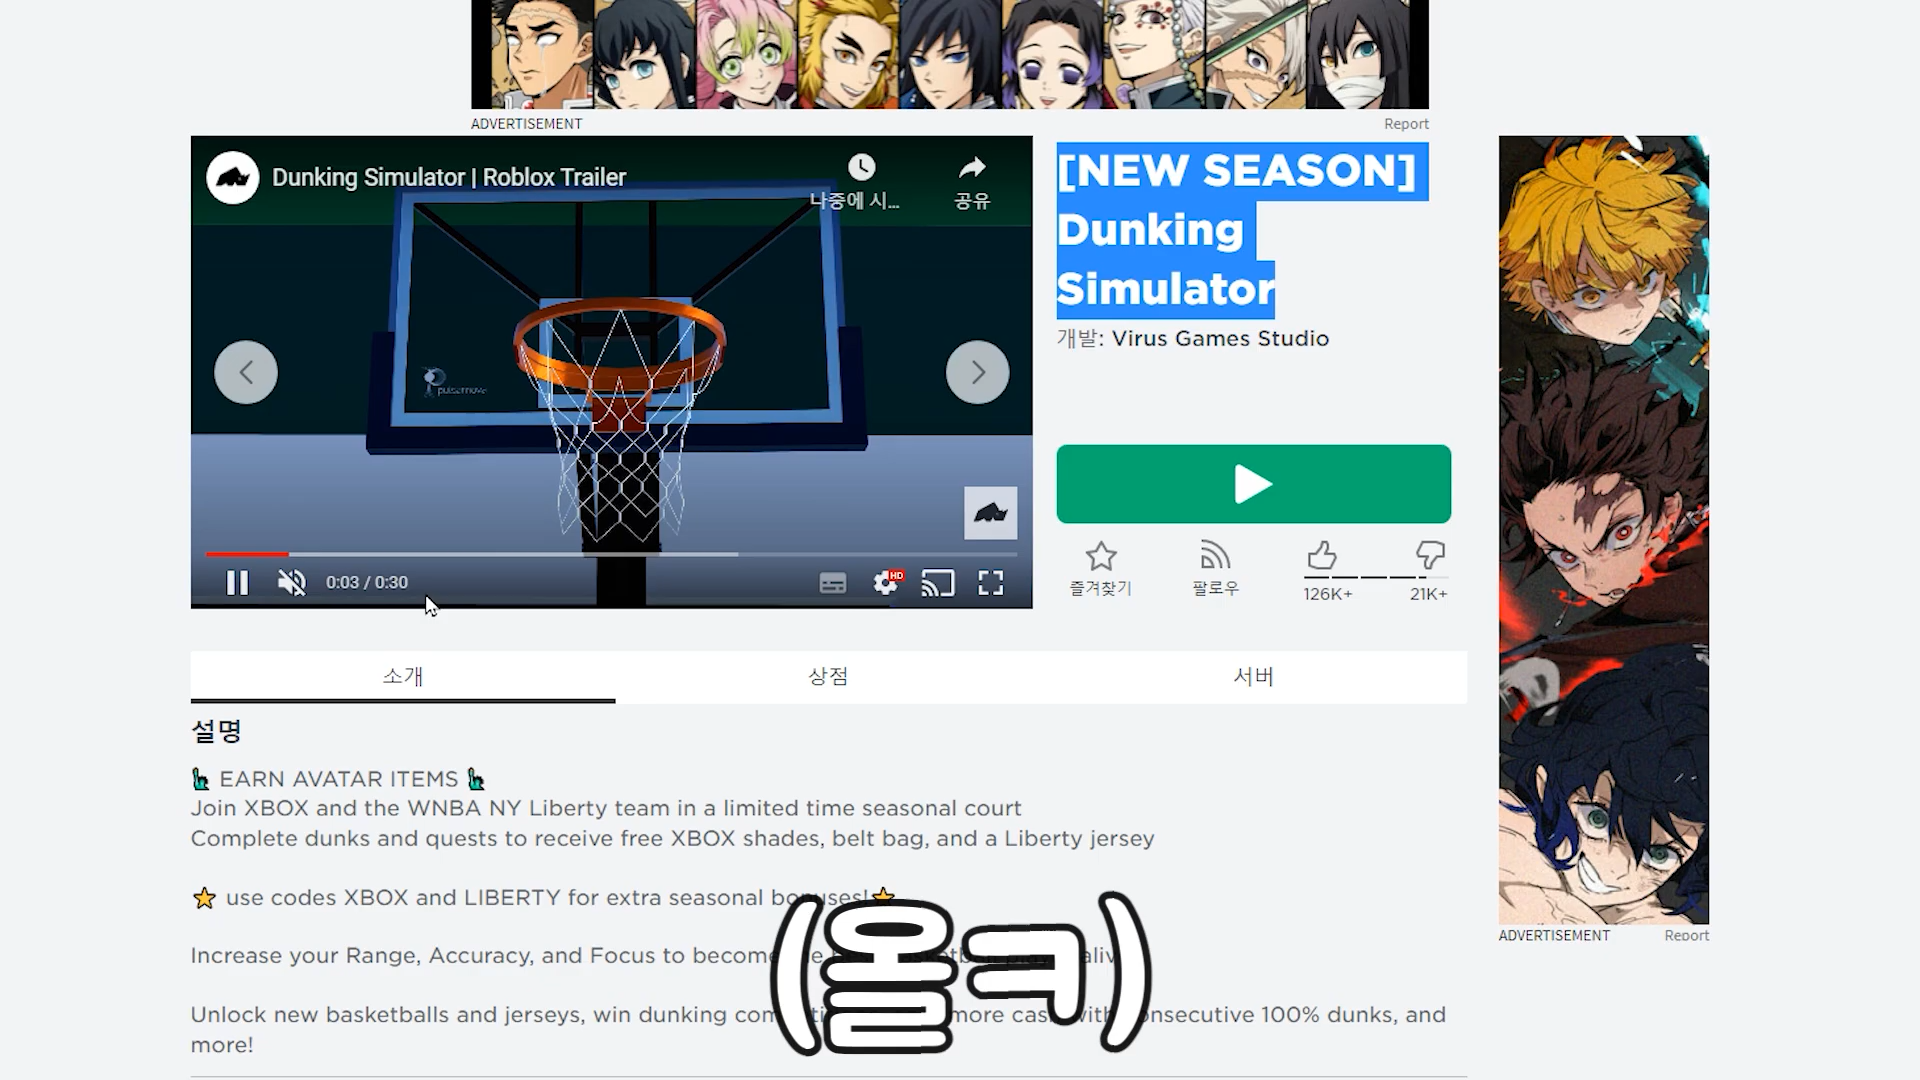 ADVERTISEMENT
Report
Dunking Simulator | Roblox Trailer
나중에 시...
공유
[NEW SEASON]
Dunking
Simulator
개발: Virus Games Studio
HD
0:03 / 0:30
즐겨찾기
팔로우
126K+
21K+
소개
상점
서버
설명
EARN AVATAR ITEMS
Join XBOX and the WNBA NY Liberty team in a limited time seasonal court
Complete dunks and quests to receive free XBOX shades, belt bag, and a Liberty jersey
use codes XBOX and LIBERTY for extra seasonal bonuses!
Increase your Range, Accuracy, and Focus to become
Unlock new basketballs and jerseys, win dunking more cash with consecutive 100% dunks, and
more!
(올ㅋ)
ADVERTISEMENT
Report